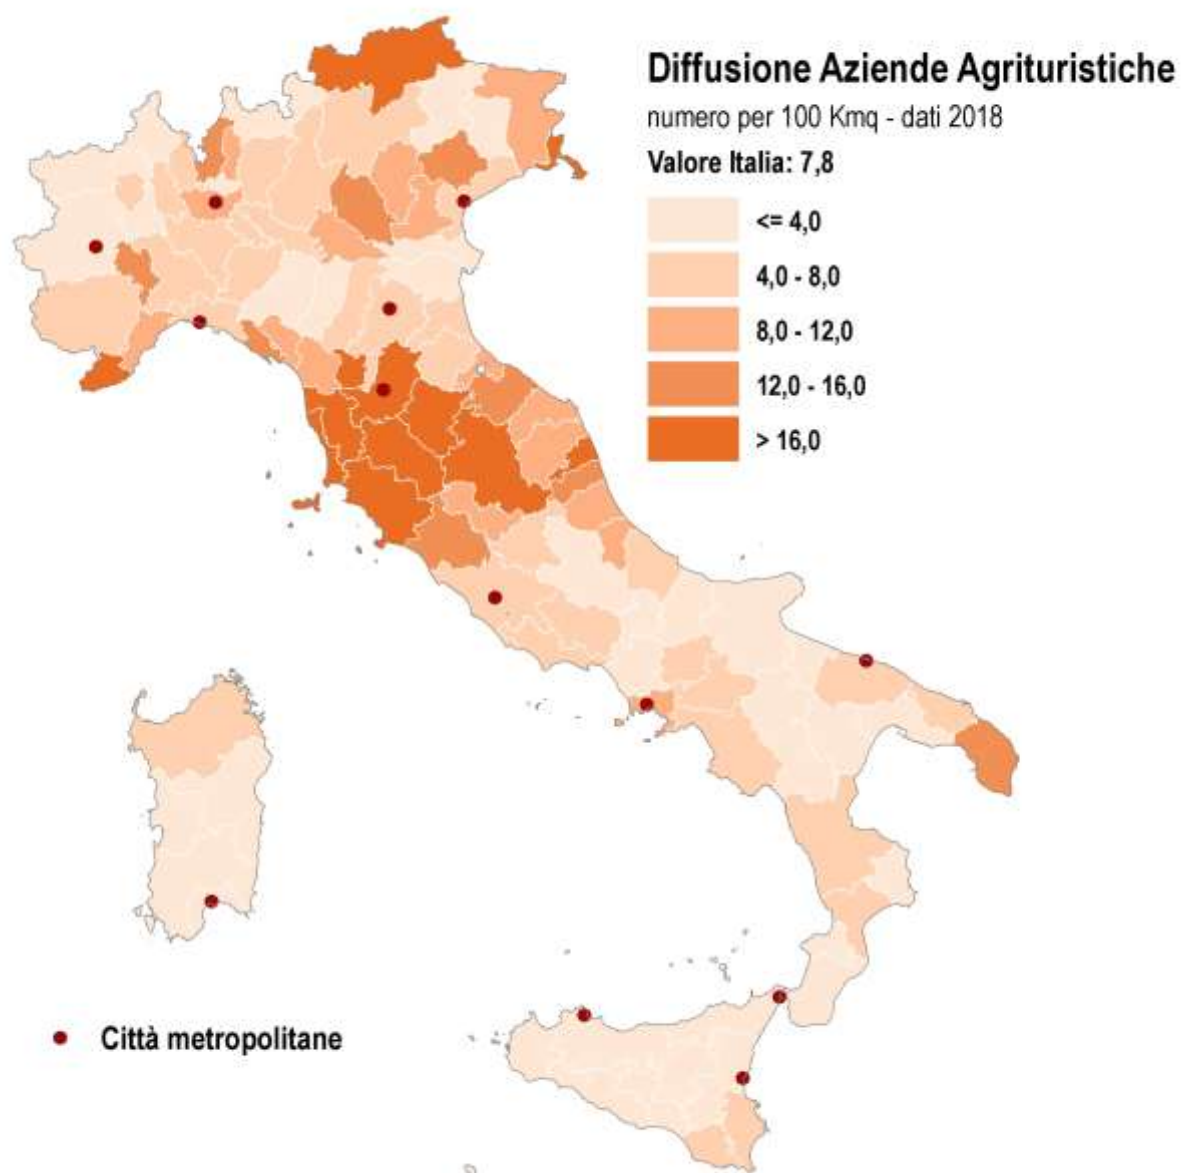 Diffusione Aziende Agrituristiche
numero per 100 Kmq - dati 2018
Valore Italia: 7,8
<= 4,0
4,0 - 8,0
8,0 - 12,0
12,0 - 16,0
> 16,0
Città metropolitane